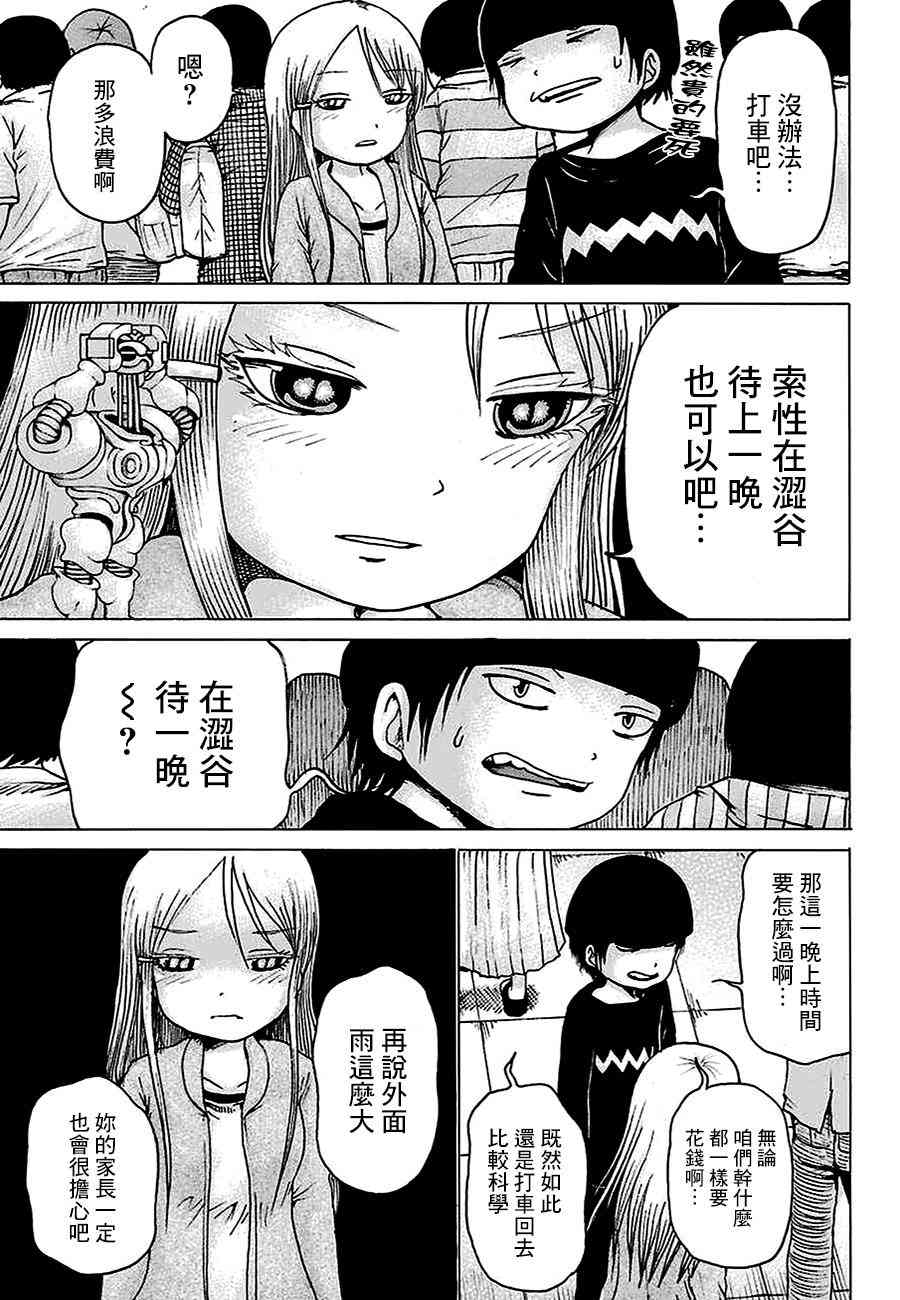 沒辦法…
打車吧…
雖然貴的要死
嗯？
那多浪費啊
索性在澀谷
待上一晚
也可以吧…
在澀谷
待一晚
～？
那這一晚上時間
要怎麼過啊…
無論
咱們幹什麼
都一樣要
花錢啊…
既然如此
還是打車回去
比較科學
再說外面
雨這麼大
妳的家長一定
也會很擔心吧